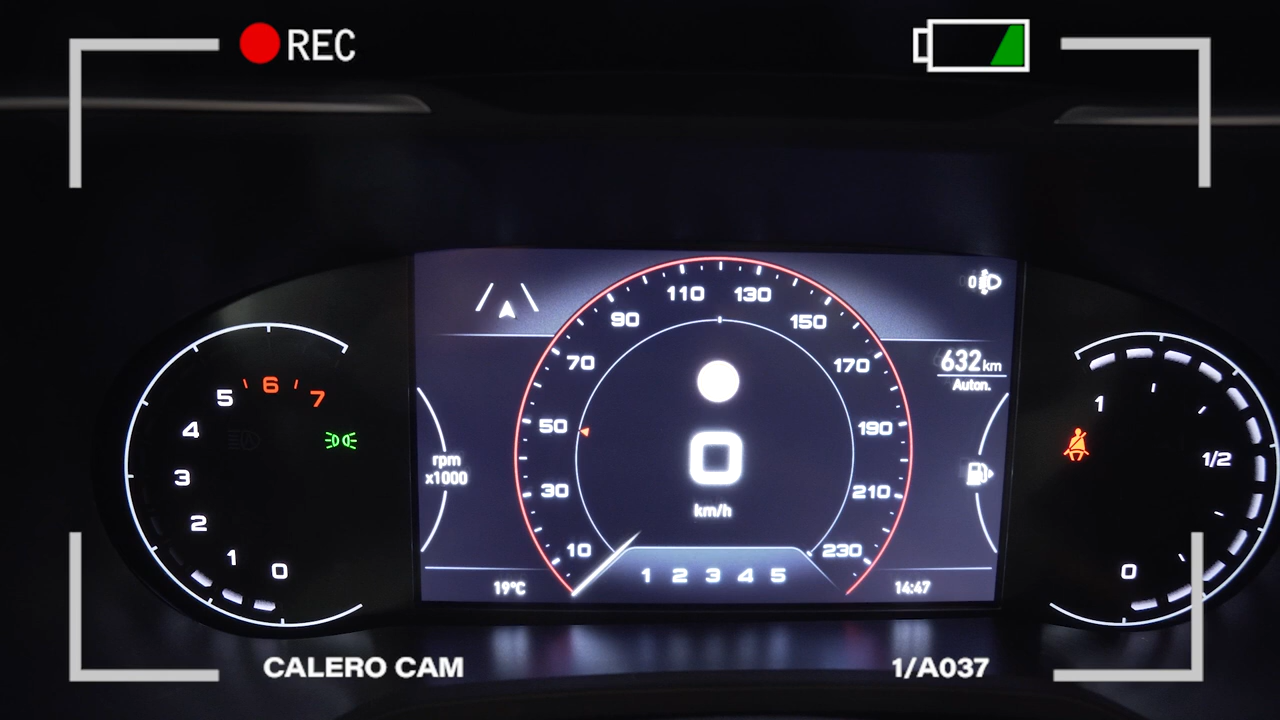 REC
110 130
90 150
70 170
50 190
30 210
10 230
0
km/h
1 2 3 4 5
19°C
14:47
632 km
Auton.
rpm
x1000
7
6
5
4
3
2
1
0
1
1/2
0
CALERO CAM
1/A037